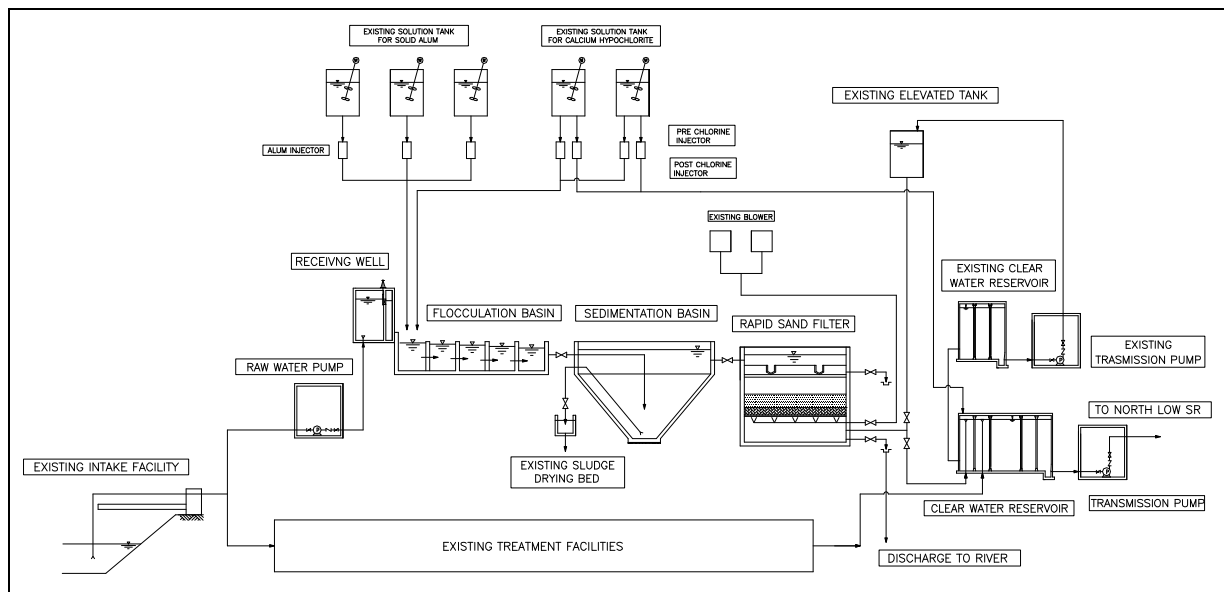 EXISTING SOLUTION TANK
FOR SOLID ALUM
EXISTING SOLUTION TANK
FOR CALCIUM HYPOCHLORITE
EXISTING ELEVATED TANK
ALUM INJECTOR
PRE CHLORINE
INJECTOR
POST CHLORINE
INJECTOR
EXISTING BLOWER
RECEIVNG WELL
EXISTING CLEAR
WATER RESERVOIR
FLOCCULATION BASIN
SEDIMENTATION BASIN
RAPID SAND FILTER
RAW WATER PUMP
EXISTING
TRASMISSION PUMP
TO NORTH LOW SR
EXISTING INTAKE FACILITY
EXISTING SLUDGE
DRYING BED
CLEAR WATER RESERVOIR
TRANSMISSION PUMP
EXISTING TREATMENT FACILITIES
DISCHARGE TO RIVER